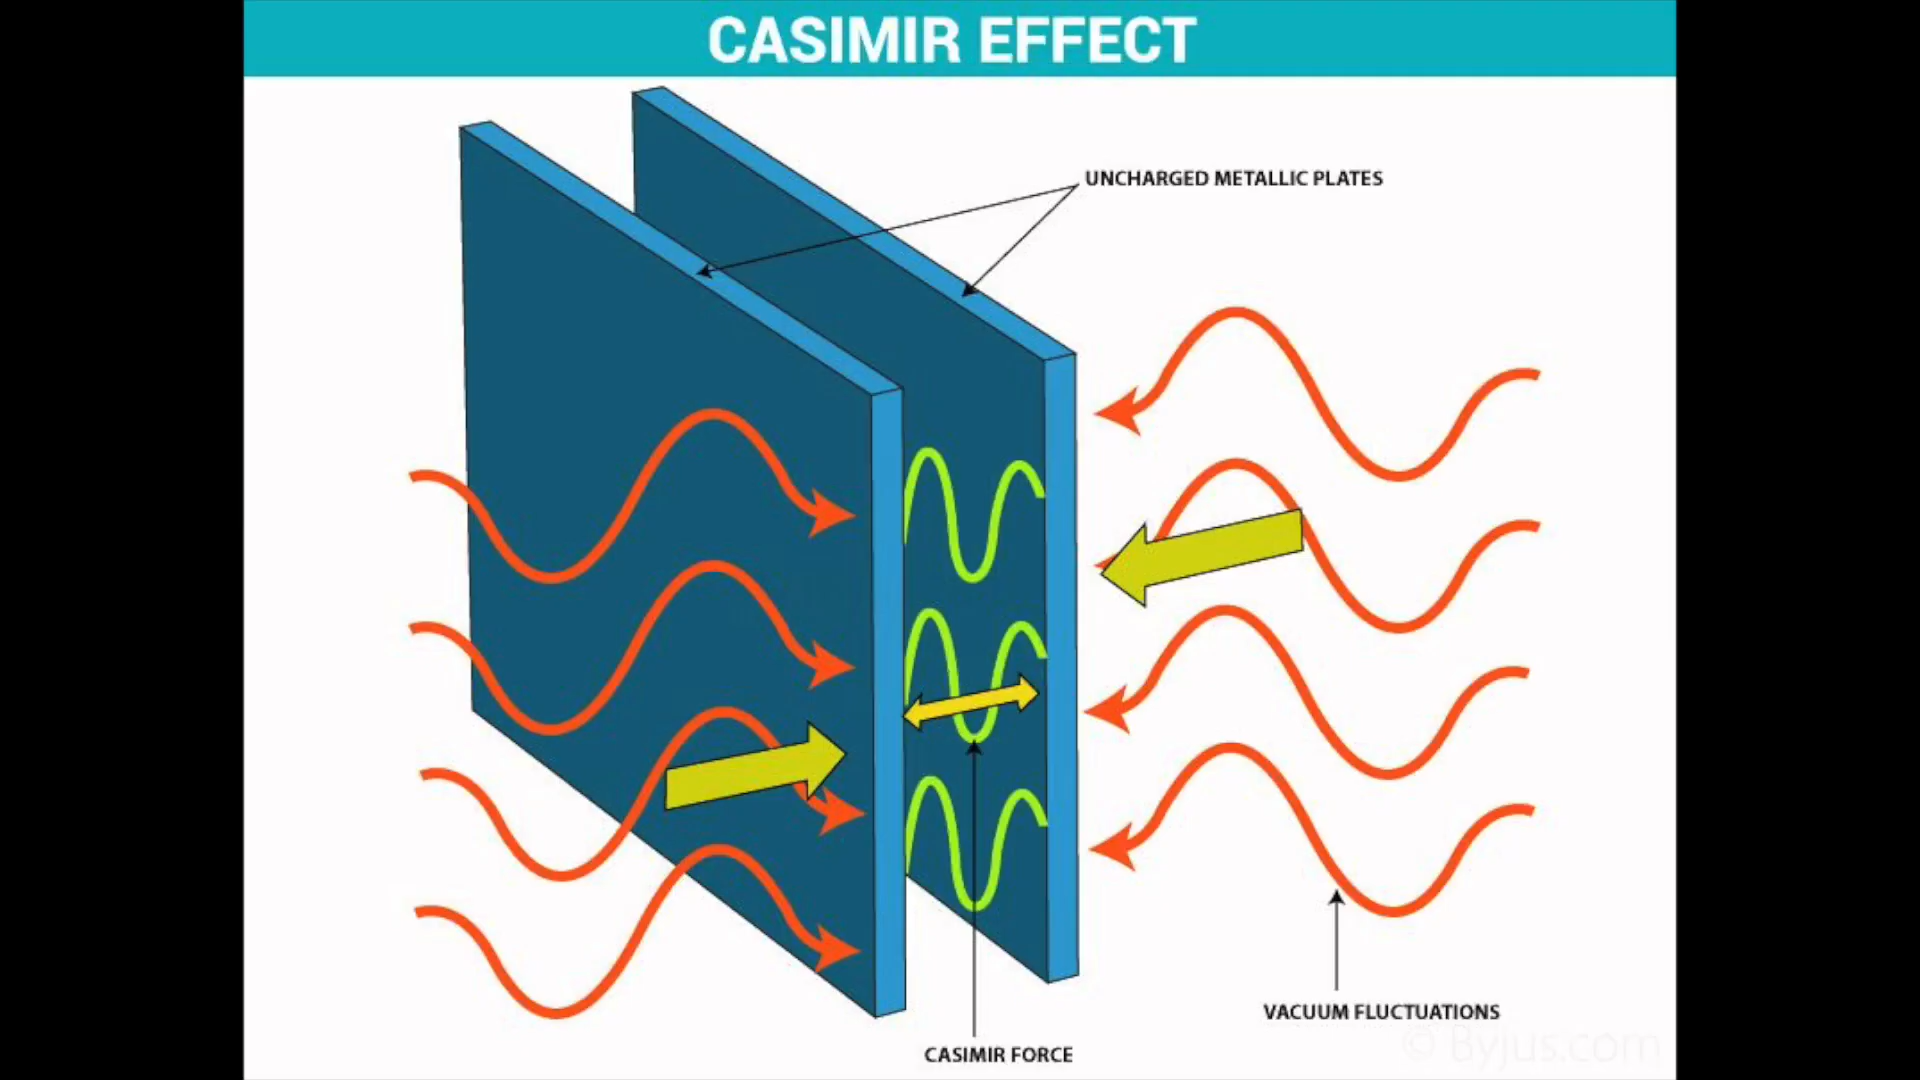 CASIMIR EFFECT
UNCHARGED METALLIC PLATES
VACUUM FLUCTUATIONS
© Byjus.com
CASIMIR FORCE